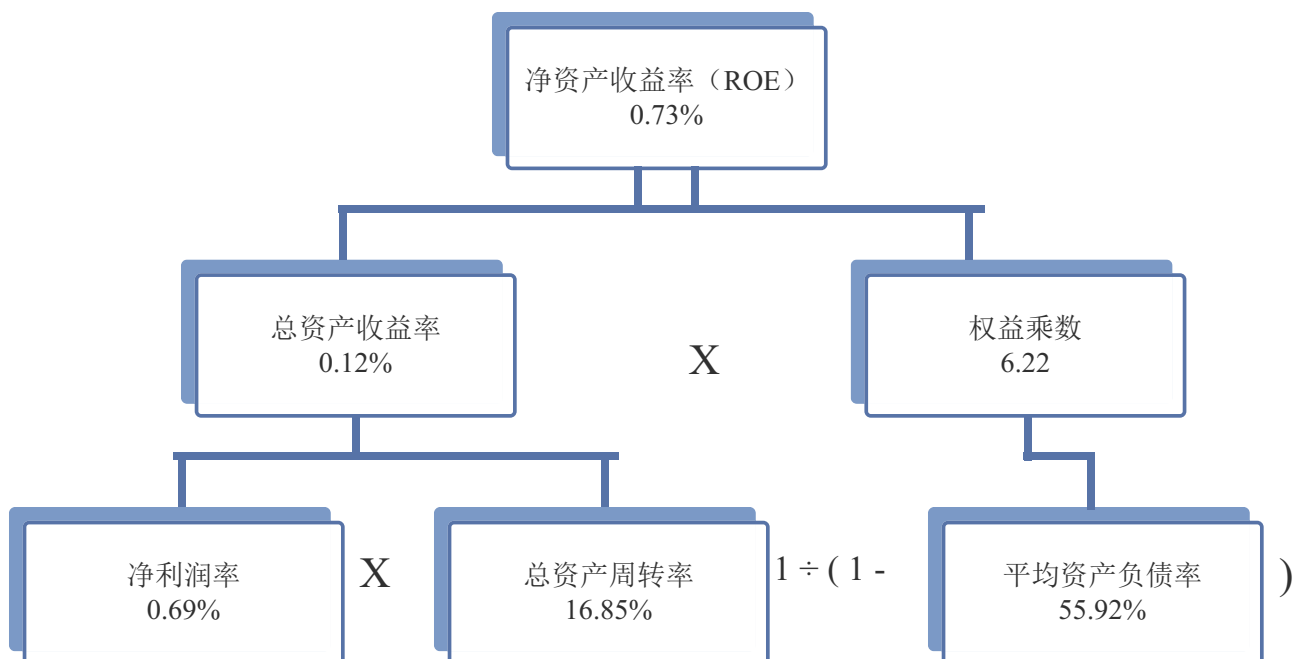 净资产收益率（ROE）
0.73%
总资产收益率
0.12%
X
权益乘数
6.22
净利润率
0.69%
X
总资产周转率
16.85%
1 ÷ ( 1 -
平均资产负债率
55.92%
)